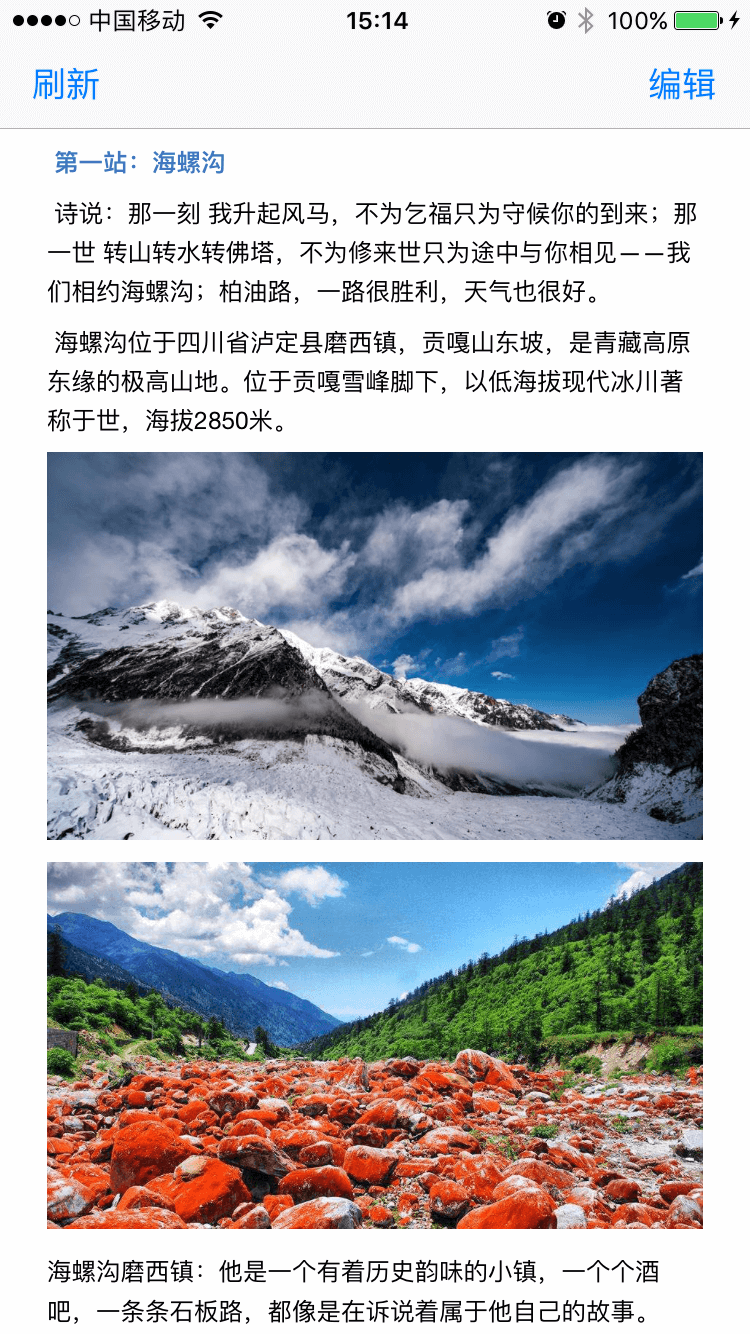 中国移动 15:14 100%
刷新 编辑
第一站：海螺沟
诗说：那一刻 我升起风马，不为乞福只为守候你的到来；那
一世 转山转水转佛塔，不为修来世只为途中与你相见——我
们相约海螺沟；柏油路，一路很胜利，天气也很好。
海螺沟位于四川省泸定县磨西镇，贡嘎山东坡，是青藏高原
东缘的极高山地。位于贡嘎雪峰脚下，以低海拔现代冰川著
称于世，海拔2850米。
海螺沟磨西镇：他是一个有着历史韵味的小镇，一个个酒
吧，一条条石板路，都像是在诉说着属于他自己的故事。